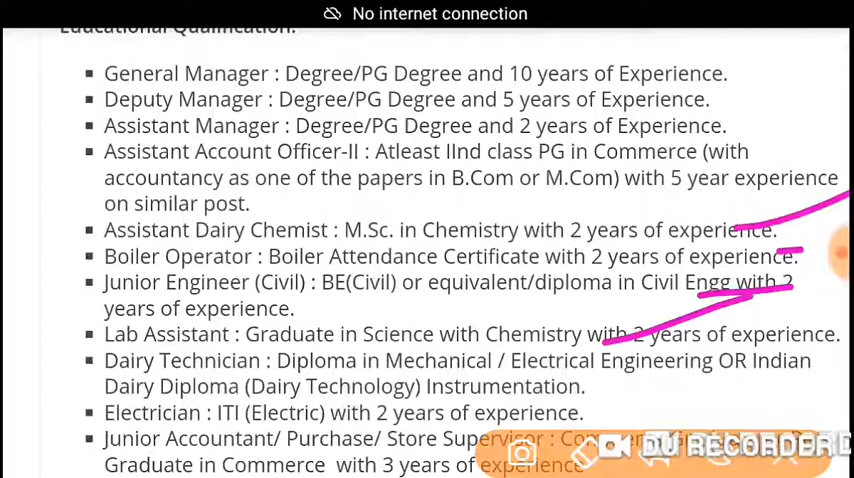 No internet connection
Educational Qualification:
General Manager : Degree/PG Degree and 10 years of Experience.
Deputy Manager : Degree/PG Degree and 5 years of Experience.
Assistant Manager : Degree/PG Degree and 2 years of Experience.
Assistant Account Officer-II : Atleast IInd class PG in Commerce (with
accountancy as one of the papers in B.Com or M.Com) with 5 year experience
on similar post.
Assistant Dairy Chemist : M.Sc. in Chemistry with 2 years of experience.
Boiler Operator : Boiler Attendance Certificate with 2 years of experience.
Junior Engineer (Civil) : BE(Civil) or equivalent/diploma in Civil Engg with 2
years of experience.
Lab Assistant : Graduate in Science with Chemistry with 2 years of experience.
Dairy Technician : Diploma in Mechanical / Electrical Engineering OR Indian
Dairy Diploma (Dairy Technology) Instrumentation.
Electrician : ITI (Electric) with 2 years of experience.
Junior Accountant/ Purchase/ Store Supervisor :
DU RECORDER
Graduate in Commerce with 3 years of experience